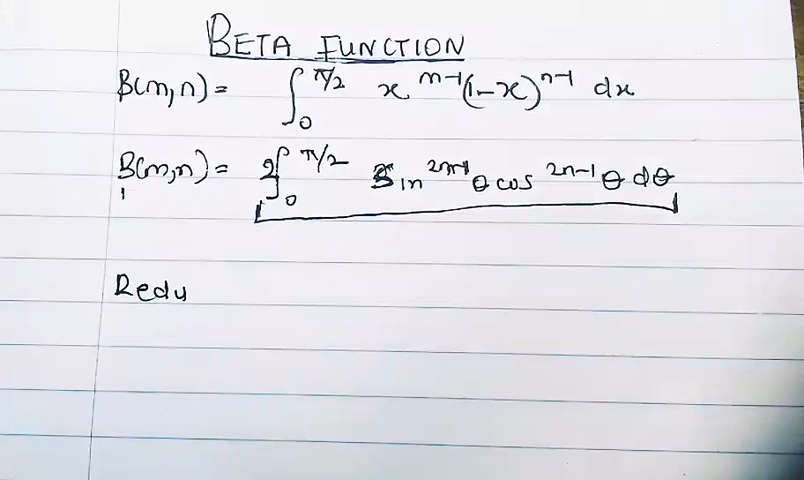 BETA FUNCTION
B(m,n) = ∫₀^π/2 x^m-1 (1-x)^n-1 dx
B(m,n) = 2∫₀^π/2 Sin^2m-1 θ cos^2n-1 θ dθ
Redu